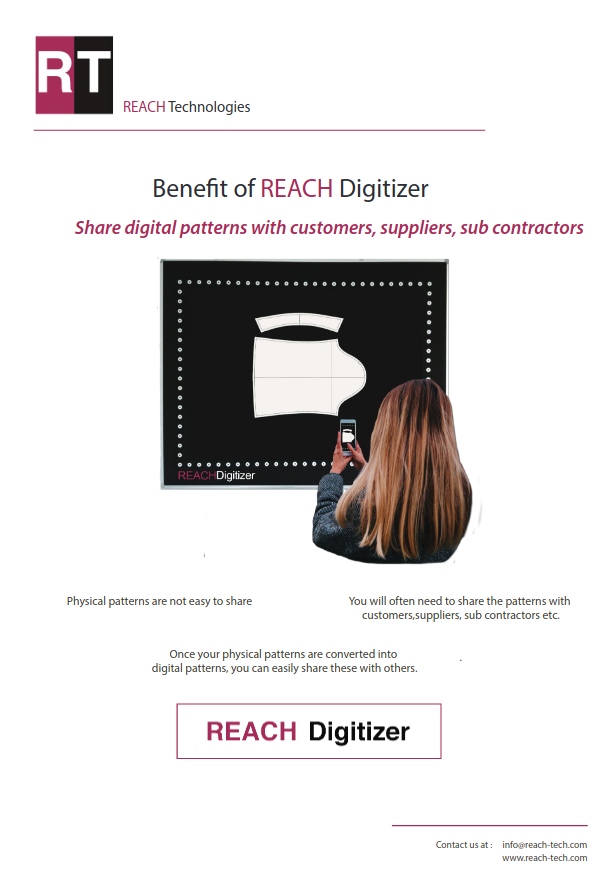 RT
REACH Technologies
Benefit of REACH Digitizer
Share digital patterns with customers, suppliers, sub contractors
REACHDigitizer
Physical patterns are not easy to share
You will often need to share the patterns with
customers,suppliers, sub contractors etc.
Once your physical patterns are converted into
digital patterns, you can easily share these with others.
REACH Digitizer
Contact us at : info@reach-tech.com
www.reach-tech.com